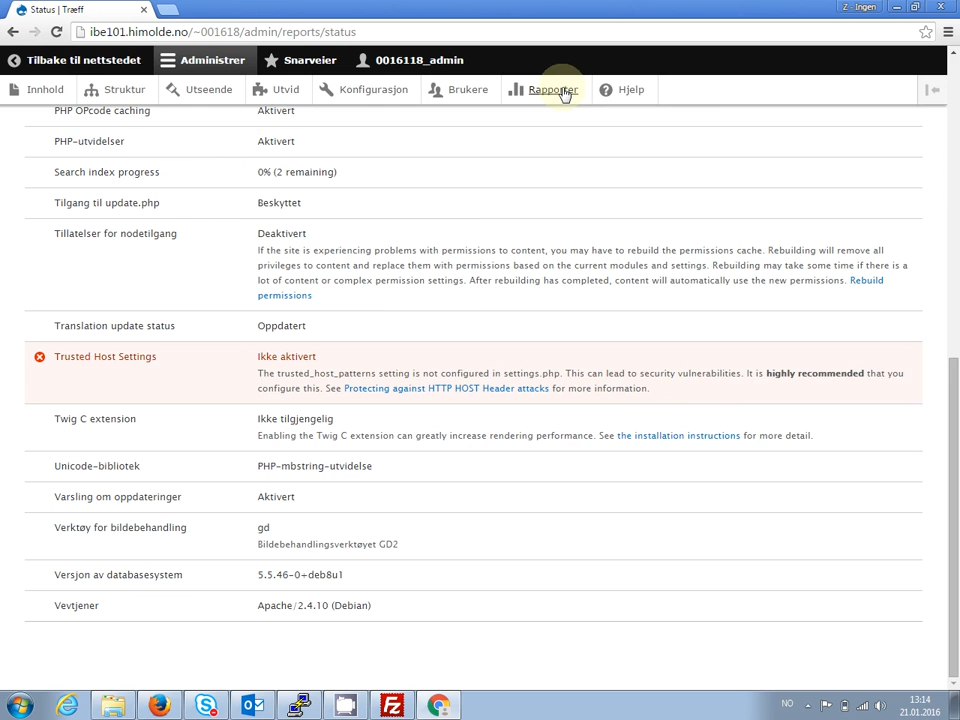 Status | Træff
Z - Ingen
ibe101.himolde.no/~001618/admin/reports/status
Tilbake til nettstedet Administrer Snarveier 0016118_admin
Innhold Struktur Utseende Utvid Konfigurasjon Brukere Rapporter Hjelp
PHP OPcode caching Aktivert
PHP-utvidelser Aktivert
Search index progress 0% (2 remaining)
Tilgang til update.php Beskyttet
Tillatelser for nodetilgang Deaktivert
If the site is experiencing problems with permissions to content, you may have to rebuild the permissions cache. Rebuilding will remove all
privileges to content and replace them with permissions based on the current modules and settings. Rebuilding may take some time if there is a
lot of content or complex permission settings. After rebuilding has completed, content will automatically use the new permissions. Rebuild
permissions
Translation update status Oppdatert
Trusted Host Settings Ikke aktivert
The trusted_host_patterns setting is not configured in settings.php. This can lead to security vulnerabilities. It is highly recommended that you
configure this. See Protecting against HTTP HOST Header attacks for more information.
Twig C extension Ikke tilgjengelig
Enabling the Twig C extension can greatly increase rendering performance. See the installation instructions for more detail.
Unicode-bibliotek PHP-mbstring-utvidelse
Varsling om oppdateringer Aktivert
Verktøy for bildebehandling gd
Bildebehandlingsverktøyet GD2
Versjon av databasesystem 5.5.46-0+deb8u1
Vevtjener Apache/2.4.10 (Debian)
NO 13:14
21.01.2016